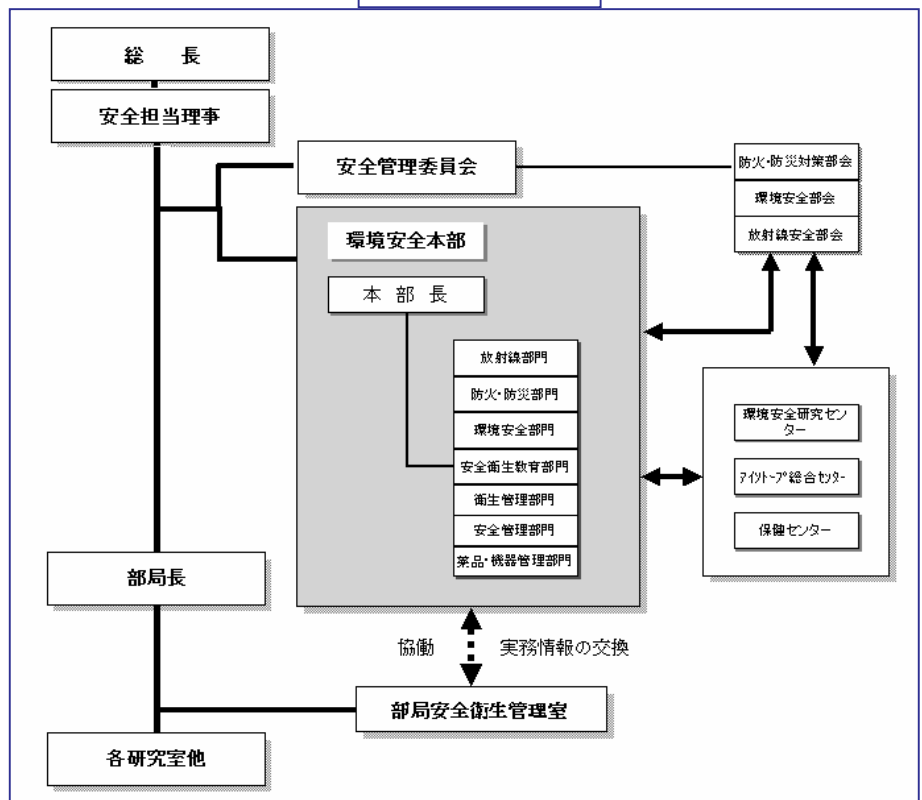 総　長
安全担当理事
安全管理委員会
防火・防災対策部会
環境安全部会
放射線安全部会
環境安全本部
本 部 長
放射線部門
防火・防災部門
環境安全部門
安全衛生教育部門
衛生管理部門
安全管理部門
薬品・機器管理部門
環境安全研究セン
ター
アイソトープ総合センター
保健センター
部局長
協働
実務情報の交換
部局安全衛生管理室
各研究室他